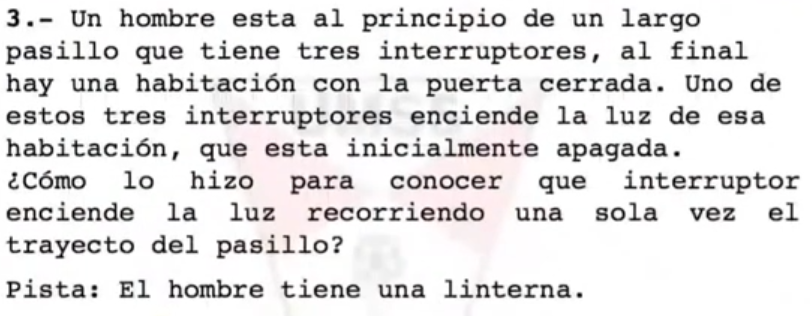 3.- Un hombre esta al principio de un largo
pasillo que tiene tres interruptores, al final
hay una habitación con la puerta cerrada. Uno de
estos tres interruptores enciende la luz de esa
habitación, que esta inicialmente apagada.
¿Cómo lo hizo para conocer que interruptor
enciende la luz recorriendo una sola vez el
trayecto del pasillo?
Pista: El hombre tiene una linterna.